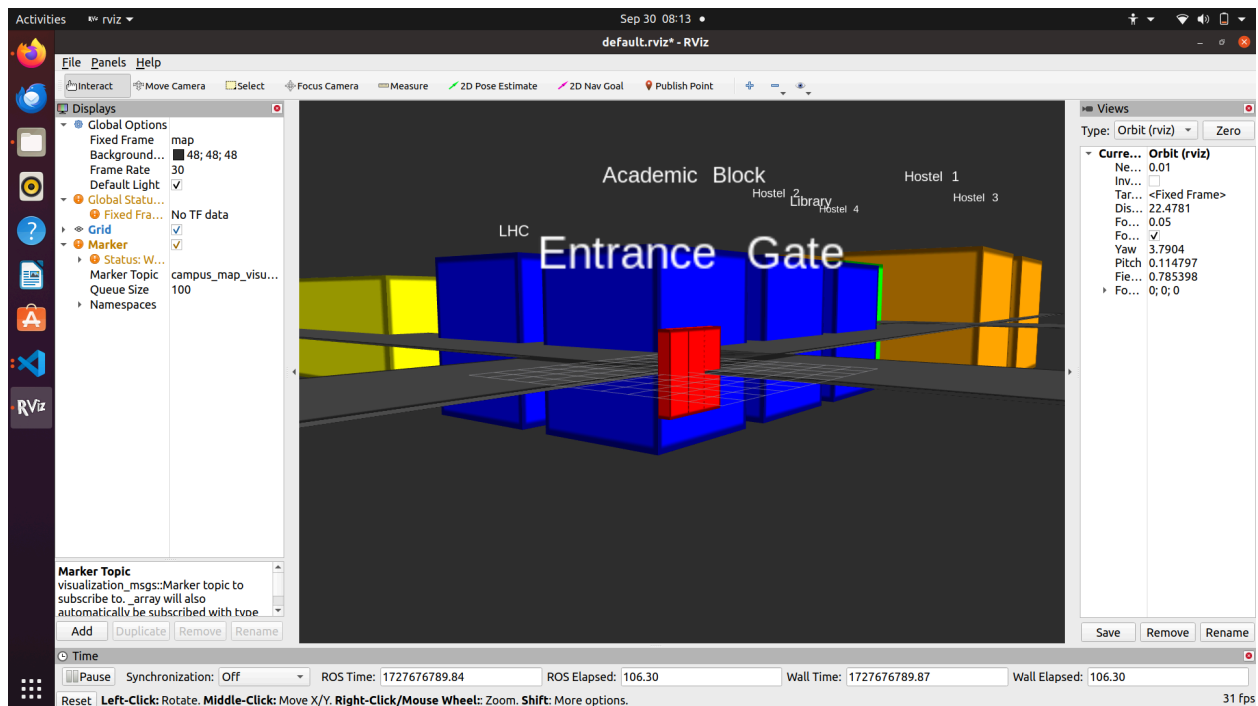 Activities
rviz
Sep 30 08:13
default.rviz* - RViz
File Panels Help
Interact Move Camera Select Focus Camera Measure 2D Pose Estimate 2D Nav Goal Publish Point
Displays
Global Options
Fixed Frame map
Background... 48; 48; 48
Frame Rate 30
Default Light
Global Statu...
Fixed Fra... No TF data
Grid
Marker
Status: W...
Marker Topic campus_map_visu...
Queue Size 100
Namespaces
Marker Topic
visualization_msgs::Marker topic to
subscribe to. _array will also
automatically be subscribed with type
Add Duplicate Remove Rename
Academic Block
Hostel 1
Hostel 2
Library
Hostel 3
Hostel 4
LHC
Entrance Gate
Views
Type: Orbit (rviz) Zero
Curre... Orbit (rviz)
Ne... 0.01
Inv...
Tar... <Fixed Frame>
Dis... 22.4781
Fo... 0.05
Fo...
Yaw 3.7904
Pitch 0.114797
Fie... 0.785398
Fo... 0; 0; 0
Save Remove Rename
RViz
Time
Pause Synchronization: Off ROS Time: 1727676789.84 ROS Elapsed: 106.30 Wall Time: 1727676789.87 Wall Elapsed: 106.30
Reset Left-Click: Rotate. Middle-Click: Move X/Y. Right-Click/Mouse Wheel:: Zoom. Shift: More options. 31 fps